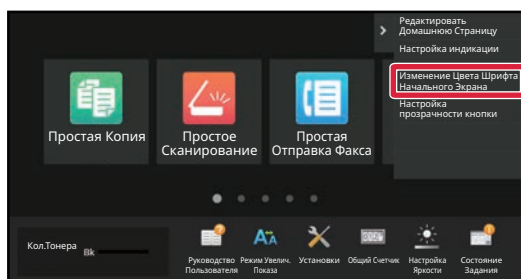 Редактировать
Домашнюю Страницу
Настройка индикации
Изменение Цвета Шрифта
Начального Экрана
Настройка
прозрачности кнопки
Простая Копия
Простое
Сканирование
Простая
Отправка Факса
Кол.Тонера
Bk
Руководство
Пользователя
Режим Увелич.
Показа
Установки
Общий Счетчик
Настройка
Яркости
Состояние
Задания